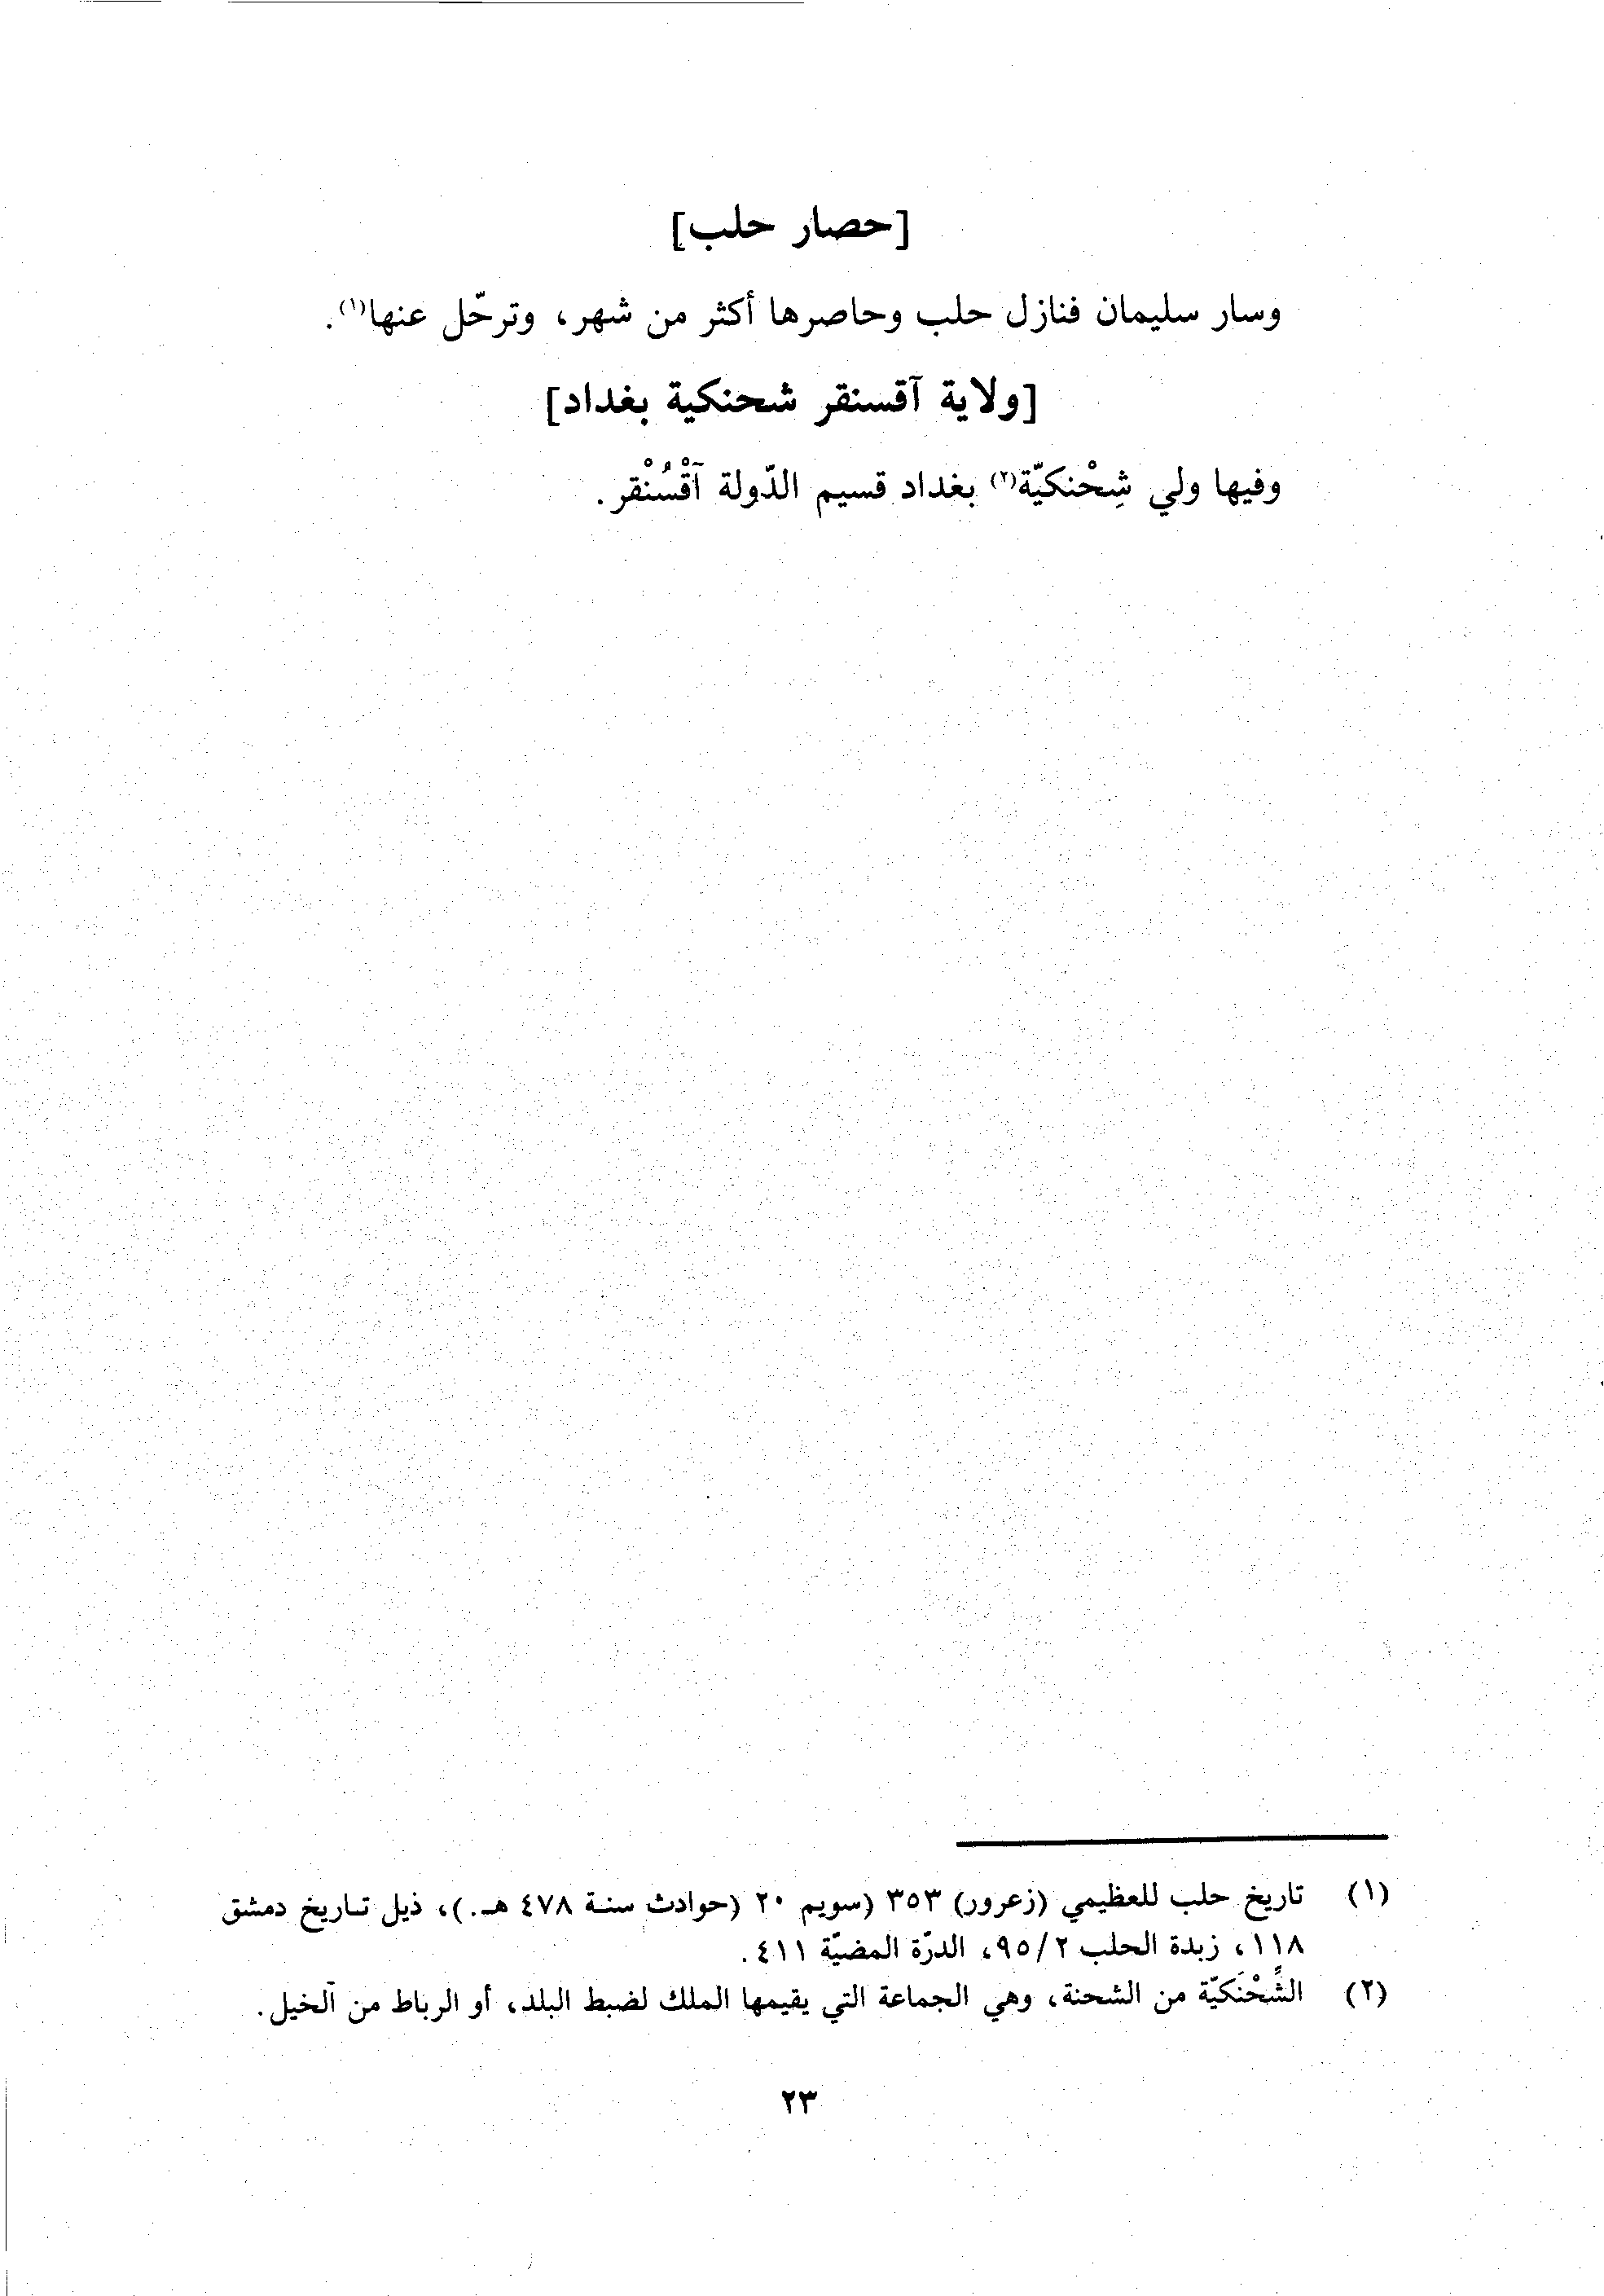 [حصار حلب]
وسار سليمان فنازل حلب وحاصرها أكثر من شهر، وترحّل عنها(١).
[ولاية آقسنقر شحنكية بغداد]
وفيها ولي شِحْنكيّة(٢) بغداد قسيم الدّولة آقْسُنْقر.
(١) تاريخ حلب للعظيمي (زعرور) ٣٥٣ (سويم ٢٠ (حوادث سنة ٤٧٨ هـ.)، ذيل تاريخ دمشق
١١٨، زبدة الحلب ٢/ ٩٥، الدرّة المضيّة ٤١١.
(٢) الشَّحْنَكيّة من الشحنة، وهي الجماعة التي يقيمها الملك لضبط البلد، أو الرباط من الخيل.
٢٣